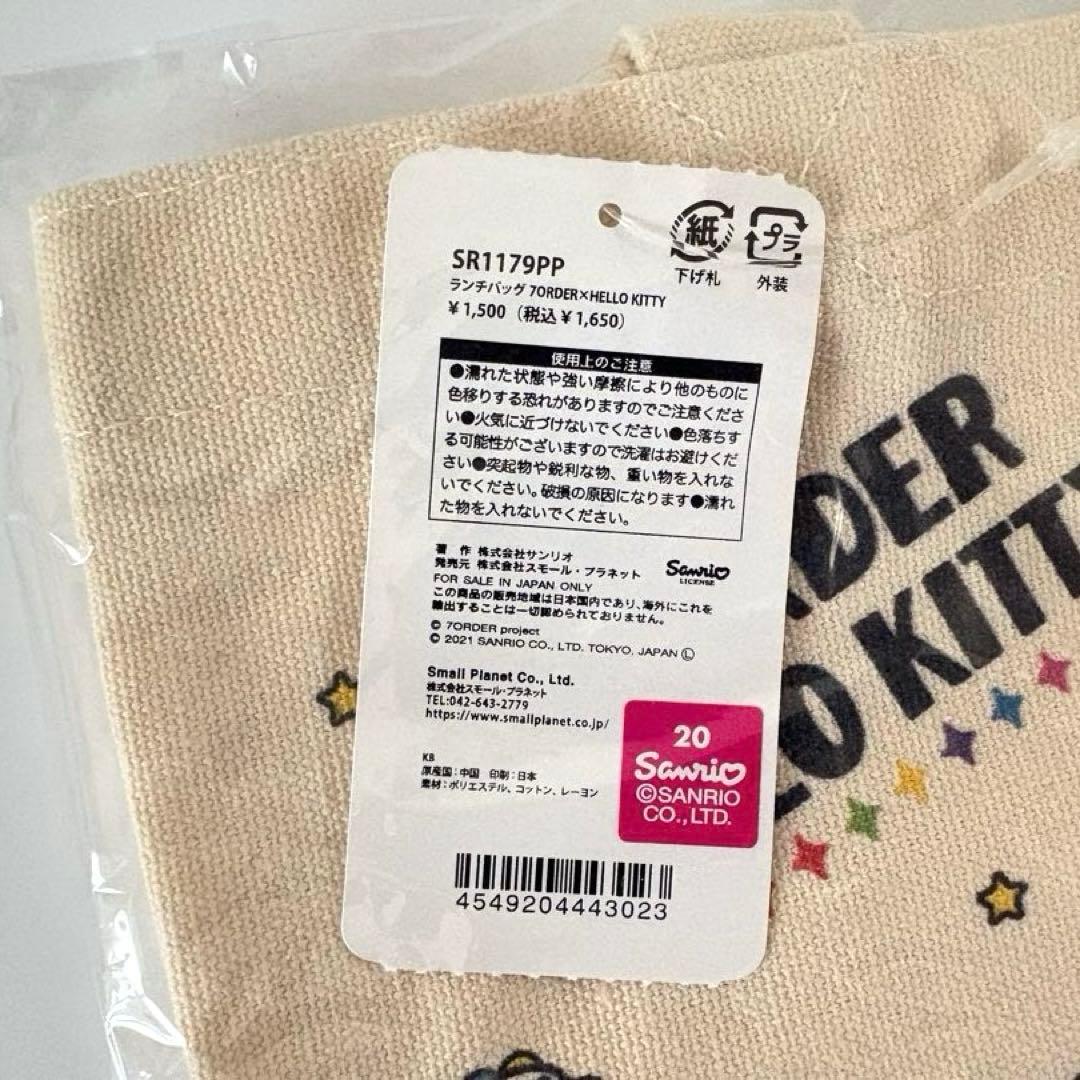 紙
下げ札
プラ
外装
SR1179PP
ランチバッグ 7ORDER×HELLO KITTY
¥1,500（税込¥1,650）
使用上のご注意
●濡れた状態や強い摩擦により他のものに
色移りする恐れがありますのでご注意くださ
い●火気に近づけないでください●色落ちす
る可能性がございますので洗濯はお避けくだ
さい●突起物や鋭利な物、重い物を入れな
いでください。破損の原因になります●濡れ
た物を入れないでください。
著　作 株式会社サンリオ
発売元 株式会社スモール・プラネット
Sanrio
LICENSE
FOR SALE IN JAPAN ONLY
この商品の販売地域は日本国内であり、海外にこれを
輸出することは一切認められておりません。
© 7ORDER project
© 2021 SANRIO CO., LTD. TOKYO, JAPAN Ⓛ
Small Planet Co., Ltd.
株式会社スモール・プラネット
TEL:042-643-2779
https://www.smallplanet.co.jp/
KB
原産国：中国　印刷：日本
素材：ポリエステル、コットン、レーヨン
20
Sanrio
©SANRIO
CO.,LTD.
4549204443023
RDER
LO KITT